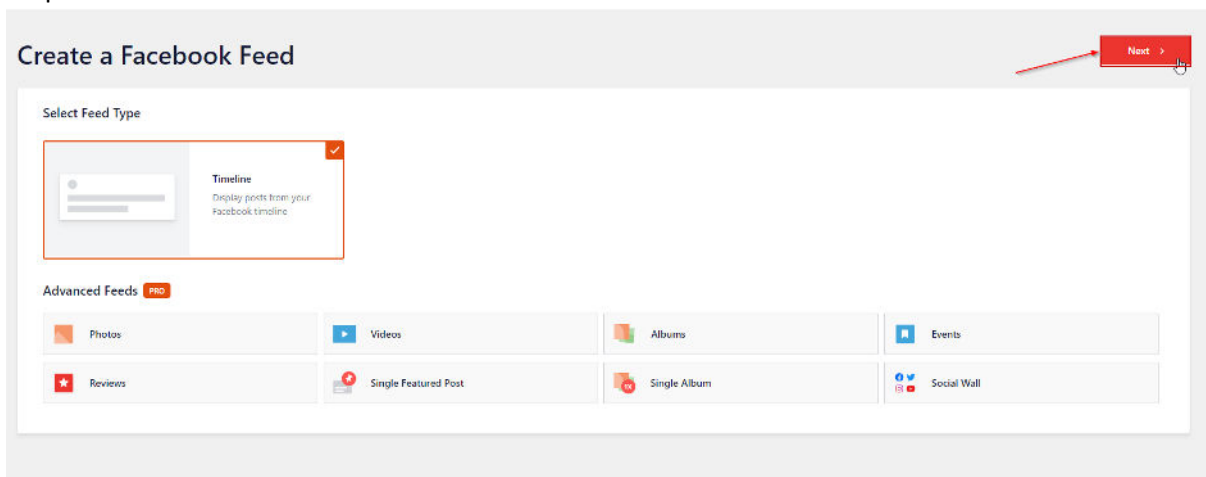 Create a Facebook Feed
Next >
Select Feed Type
Timeline
Display posts from your
Facebook timeline
Advanced Feeds PRO
Photos
Videos
Albums
Events
Reviews
Single Featured Post
Single Album
Social Wall